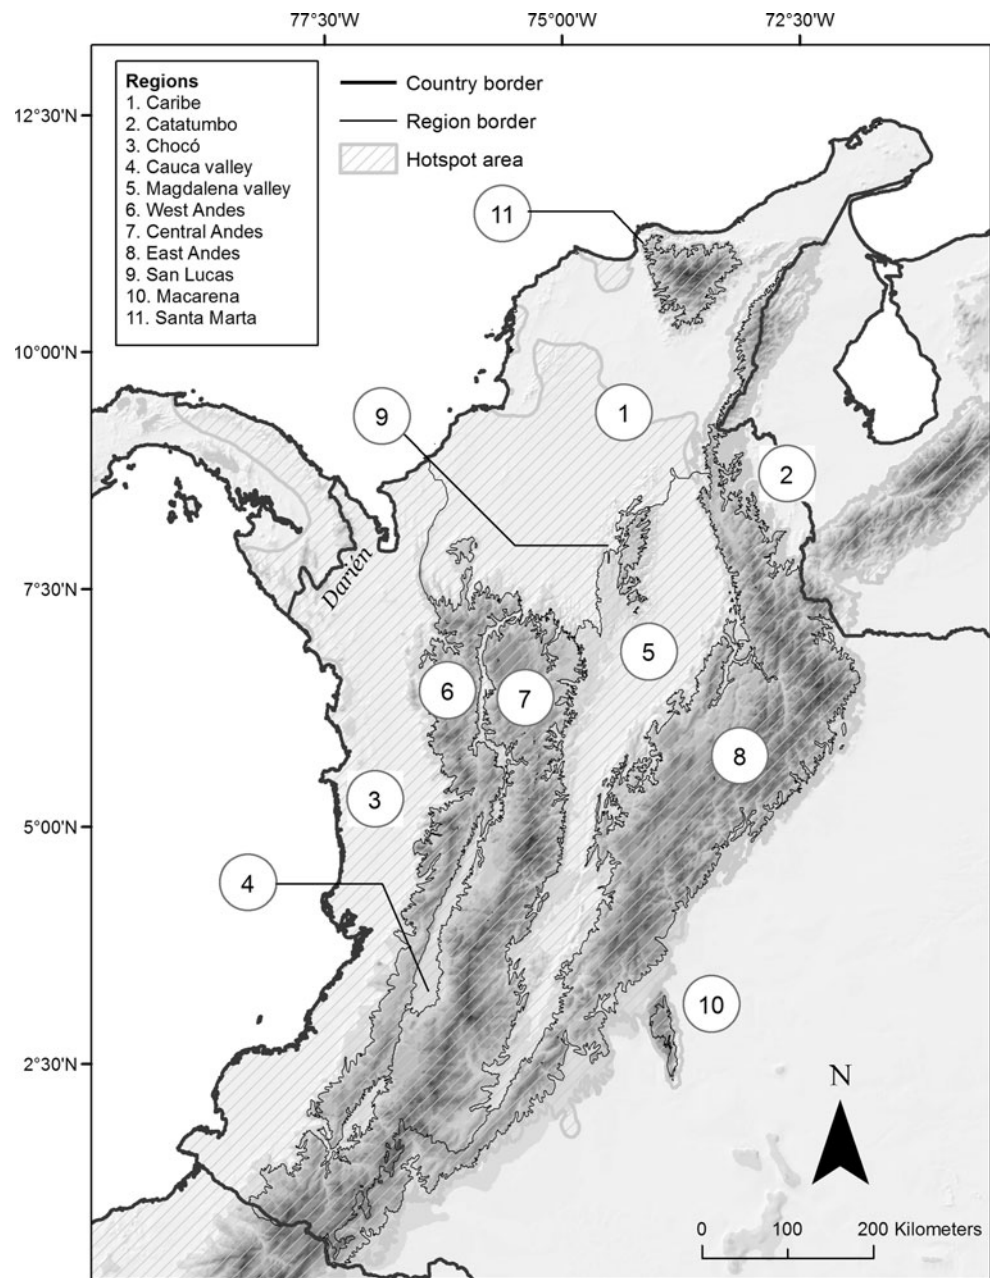 77°30'W 75°00'W 72°30'W
Regions
1. Caribe
2. Catatumbo
3. Chocó
4. Cauca valley
5. Magdalena valley
6. West Andes
7. Central Andes
8. East Andes
9. San Lucas
10. Macarena
11. Santa Marta
Country border
Region border
Hotspot area
12°30'N
11
10°00'N
9
1
2
Darién
7°30'N
5
6
7
8
3
5°00'N
4
10
2°30'N
N
0 100 200 Kilometers